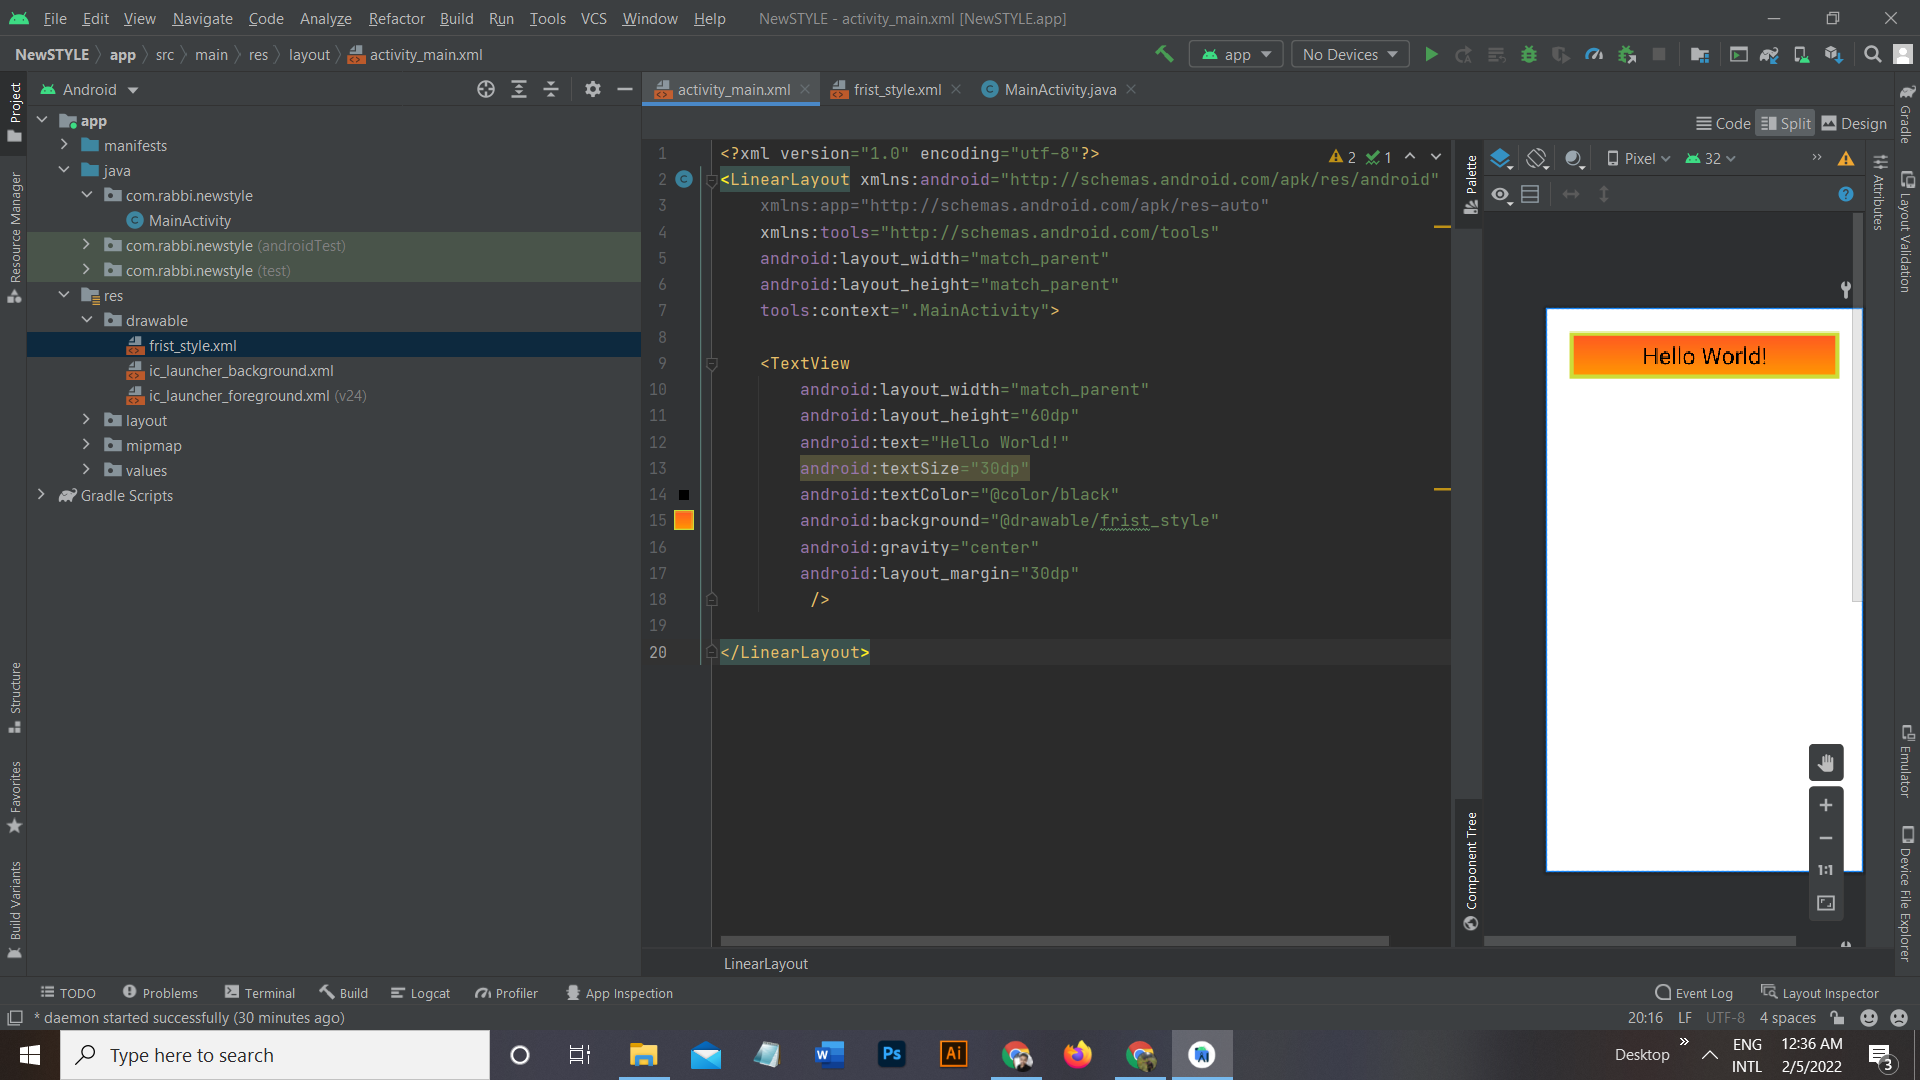 File Edit View Navigate Code Analyze Refactor Build Run Tools VCS Window Help NewSTYLE - activity_main.xml [NewSTYLE.app]
NewSTYLE app src main res layout activity_main.xml app No Devices
Project
Android
activity_main.xml frist_style.xml MainActivity.java
Code Split Design
app
manifests
java
com.rabbi.newstyle
MainActivity
com.rabbi.newstyle (androidTest)
com.rabbi.newstyle (test)
res
drawable
frist_style.xml
ic_launcher_background.xml
ic_launcher_foreground.xml (v24)
layout
mipmap
values
Gradle Scripts
Resource Manager
Structure
Favorites
Build Variants
1 <?xml version="1.0" encoding="utf-8"?>
2 <LinearLayout xmlns:android="http://schemas.android.com/apk/res/android"
3 xmlns:app="http://schemas.android.com/apk/res-auto"
4 xmlns:tools="http://schemas.android.com/tools"
5 android:layout_width="match_parent"
6 android:layout_height="match_parent"
7 tools:context=".MainActivity">
8
9 <TextView
10 android:layout_width="match_parent"
11 android:layout_height="60dp"
12 android:text="Hello World!"
13 android:textSize="30dp"
14 android:textColor="@color/black"
15 android:background="@drawable/frist_style"
16 android:gravity="center"
17 android:layout_margin="30dp"
18 />
19
20 </LinearLayout>
2 1
LinearLayout
Palette
Component Tree
Pixel 32
Hello World!
1:1
Attributes
Gradle
Layout Validation
Emulator
Device File Explorer
TODO Problems Terminal Build Logcat Profiler App Inspection Event Log Layout Inspector
* daemon started successfully (30 minutes ago) 20:16 LF UTF-8 4 spaces
Type here to search
Ps
Ai
Desktop
ENG
INTL
12:36 AM
2/5/2022
3